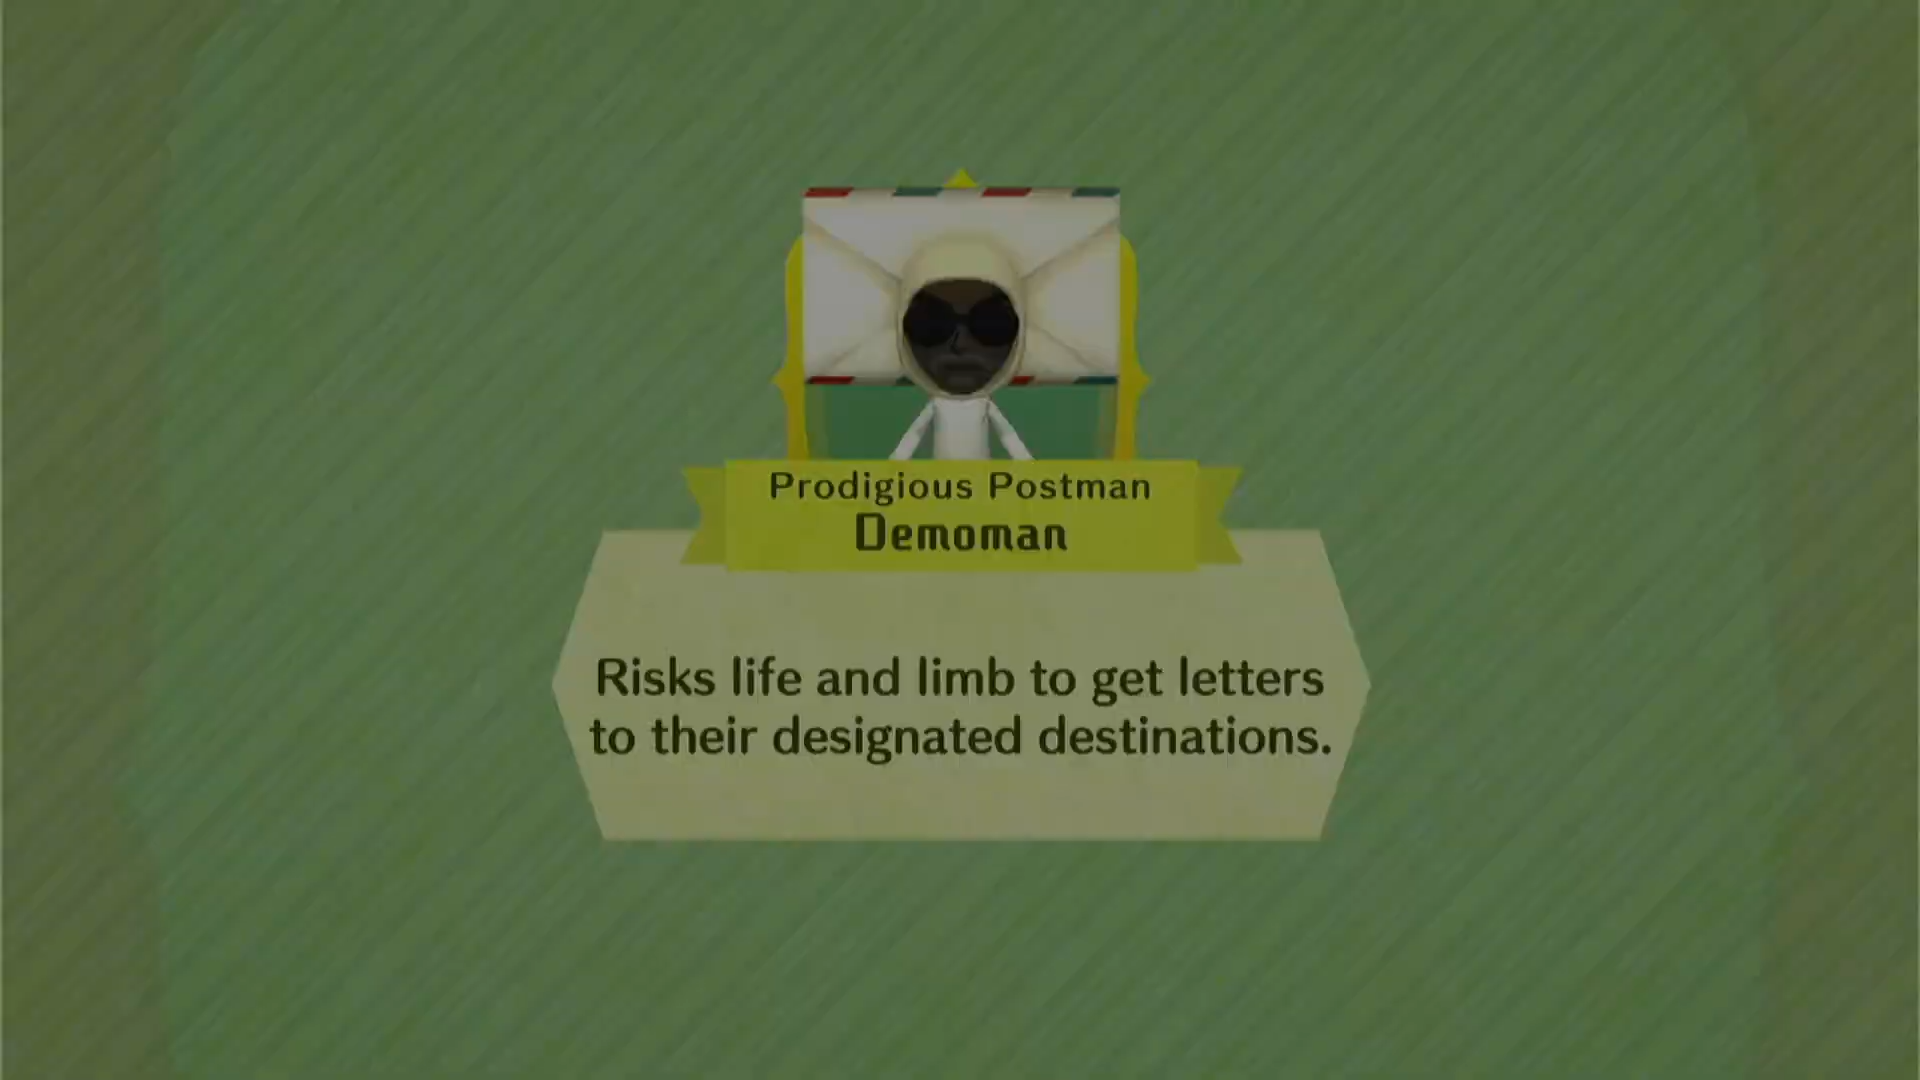 Prodigious Postman
Demoman
Risks life and limb to get letters
to their designated destinations.